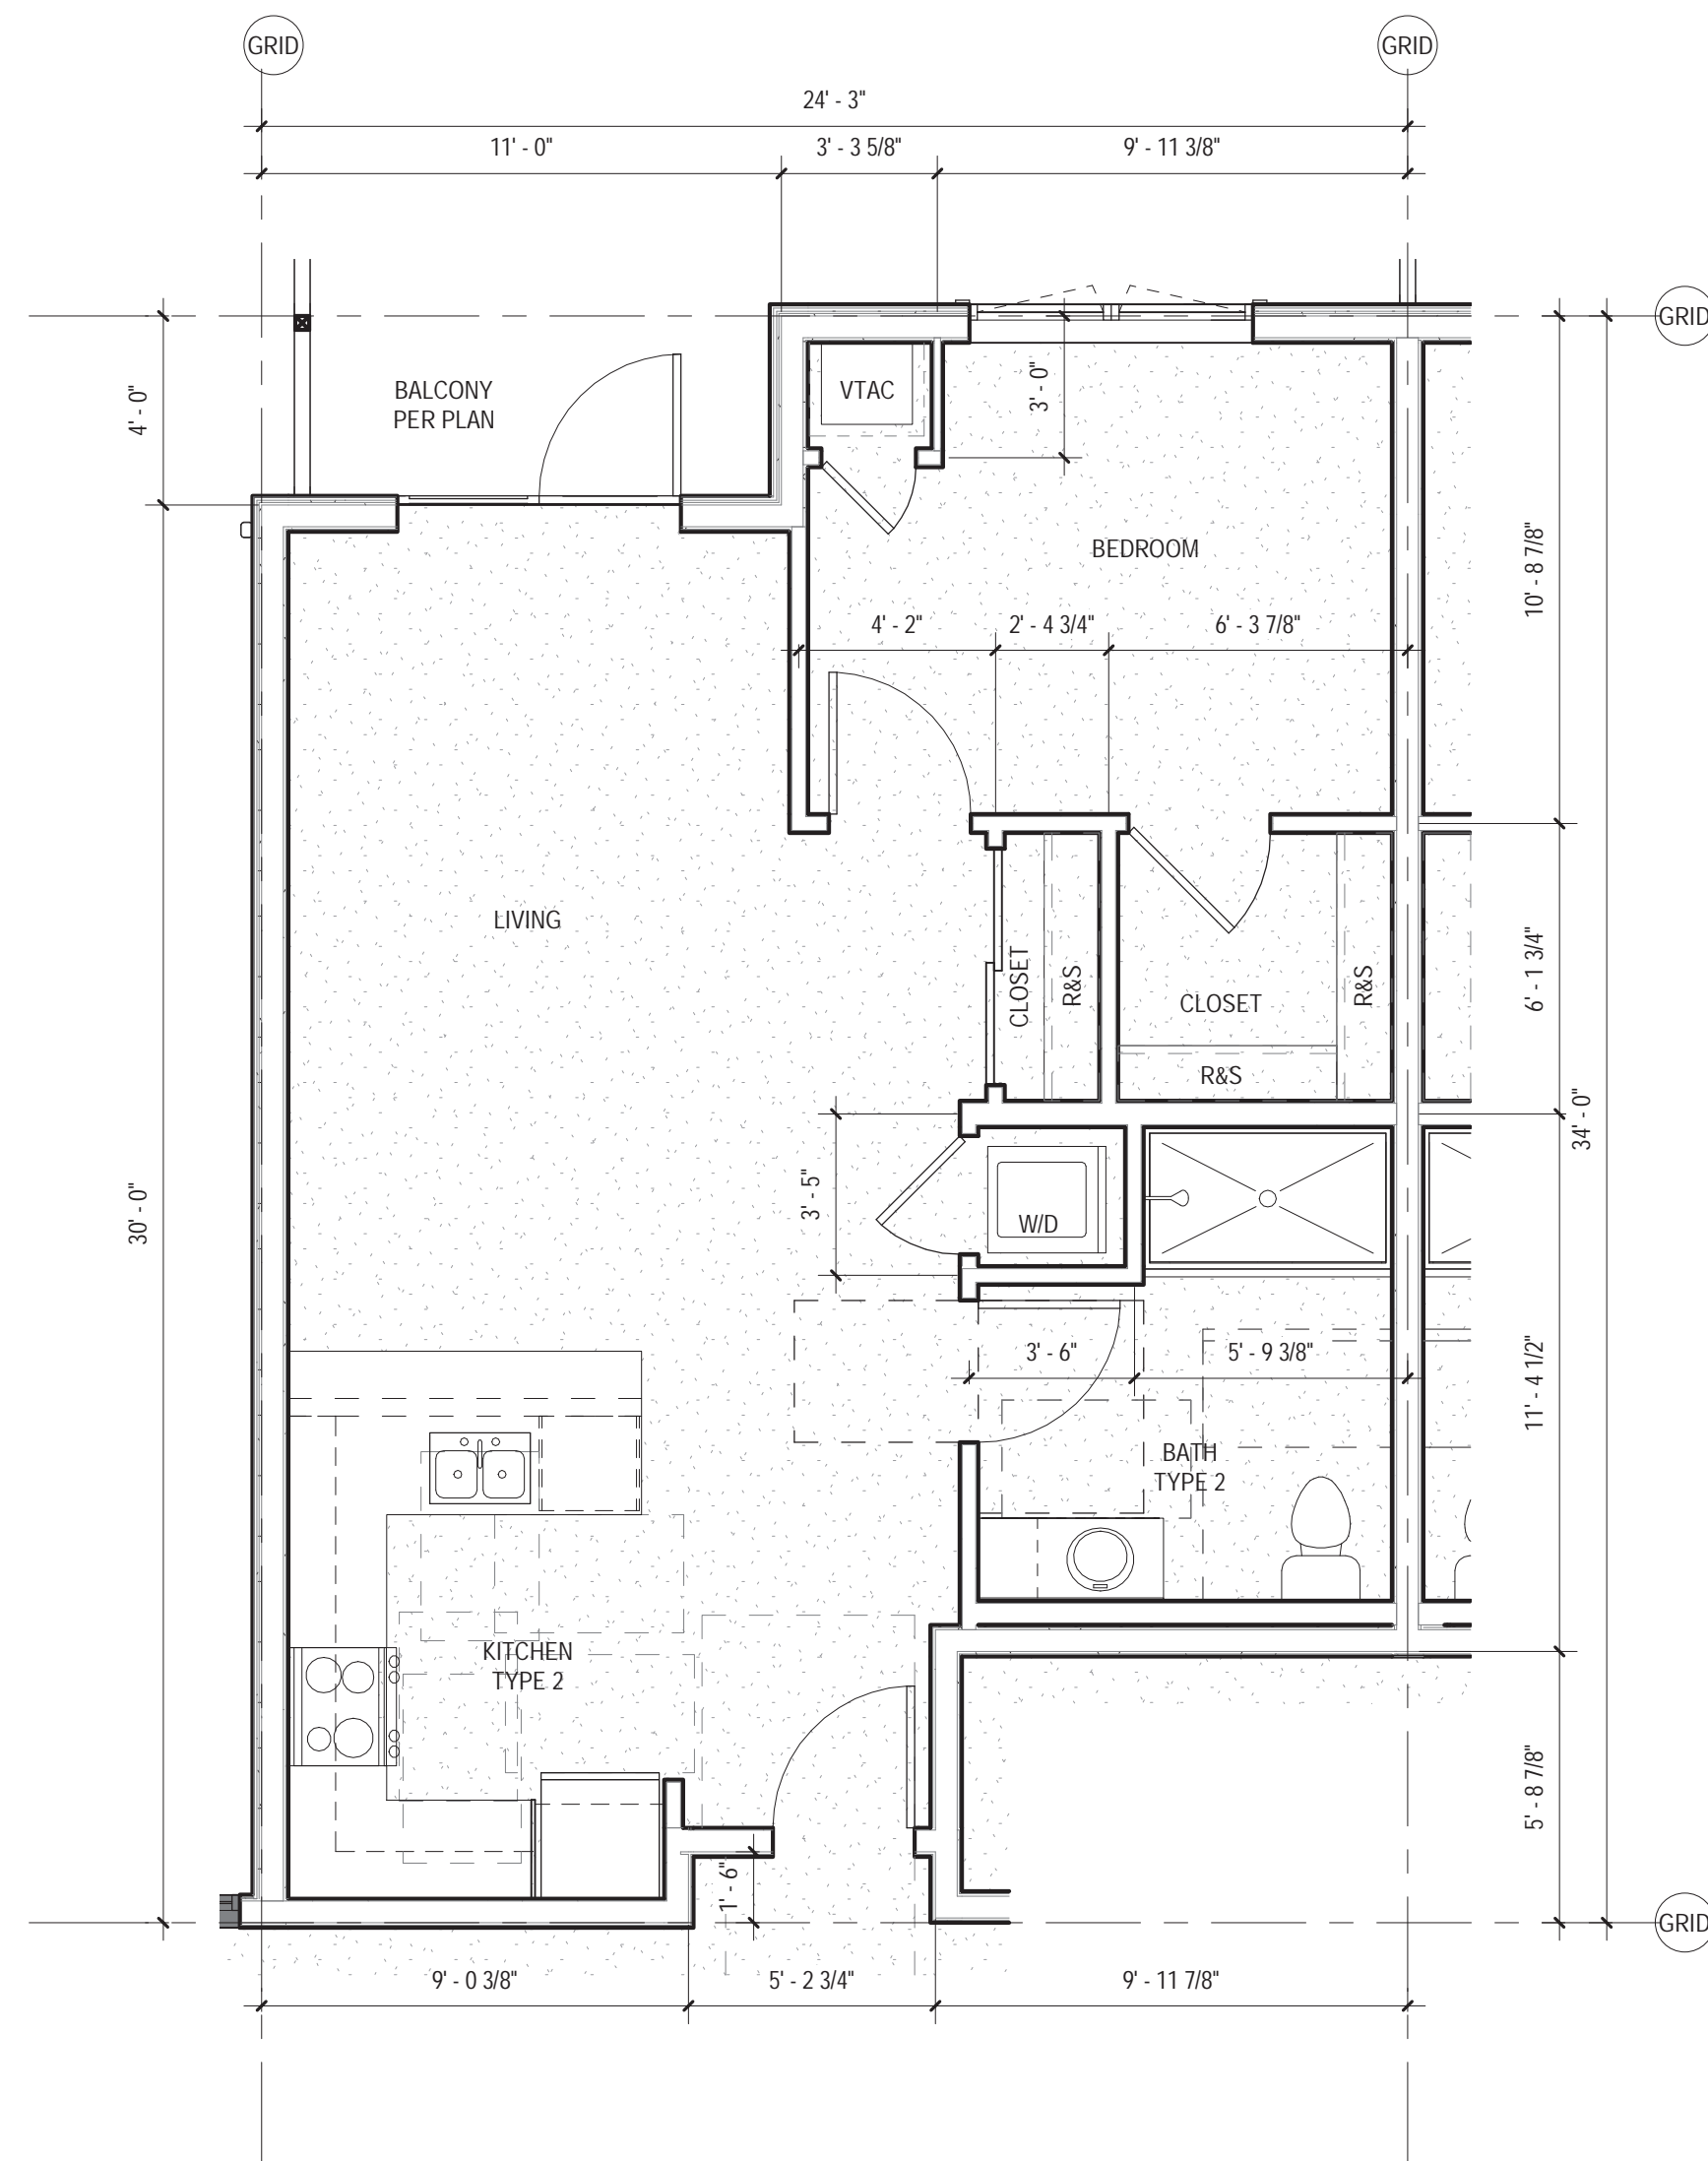 GRID
GRID
24' - 3"
11' - 0"
3' - 3 5/8"
9' - 11 3/8"
GRID
4' - 0"
BALCONY
PER PLAN
VTAC
3' - 0"
BEDROOM
10' - 8 7/8"
4' - 2"
2' - 4 3/4"
6' - 3 7/8"
LIVING
CLOSET
R&S
CLOSET
R&S
R&S
6' - 1 3/4"
34' - 0"
30' - 0"
3' - 5"
W/D
3' - 6"
5' - 9 3/8"
11' - 4 1/2"
BATH
TYPE 2
KITCHEN
TYPE 2
5' - 8 7/8"
1' - 6"
GRID
9' - 0 3/8"
5' - 2 3/4"
9' - 11 7/8"